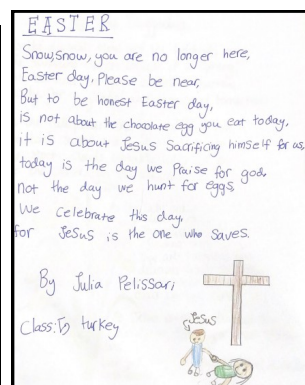 EASTER
Snow,snow, you are no longer here,
Easter day, Please be near,
But to be honest Easter day,
is not about the chocolate egg you eat today,
it is about Jesus Sacrificing himself for us,
today is the day we Praise for god,
not the day we hunt for eggs,
We Celebrate this day,
for Jesus is the one who Saves.
By Julia Pelissari
Jesus